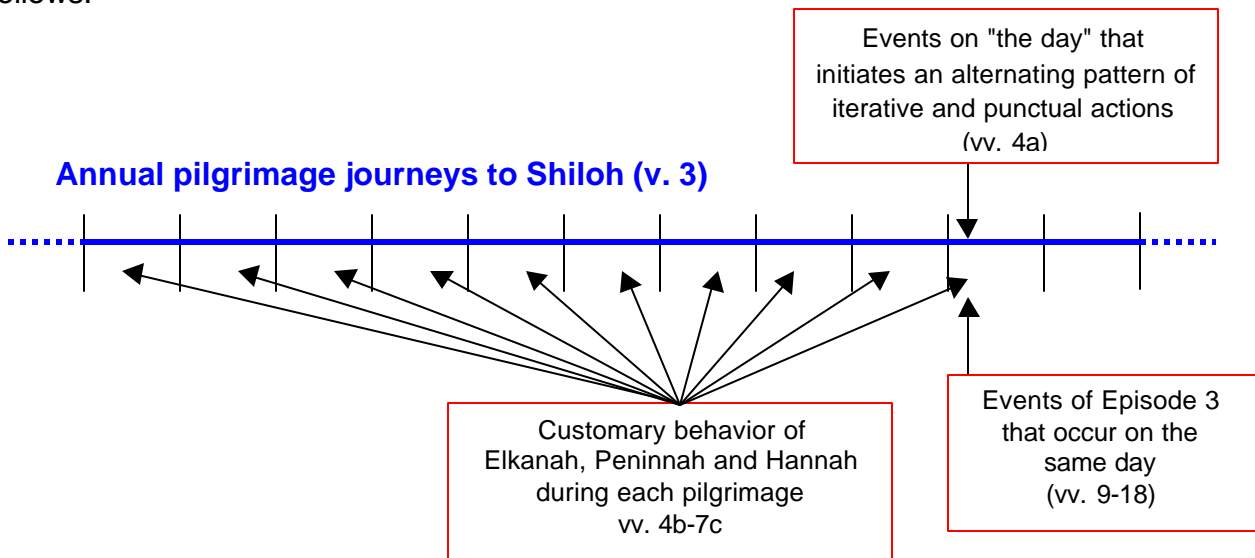 ollows:
Events on "the day" that
initiates an alternating pattern of
iterative and punctual actions
(vv. 4a)
Annual pilgrimage journeys to Shiloh (v. 3)
Customary behavior of
Elkanah, Peninnah and Hannah
during each pilgrimage
vv. 4b-7c
Events of Episode 3
that occur on the
same day
(vv. 9-18)